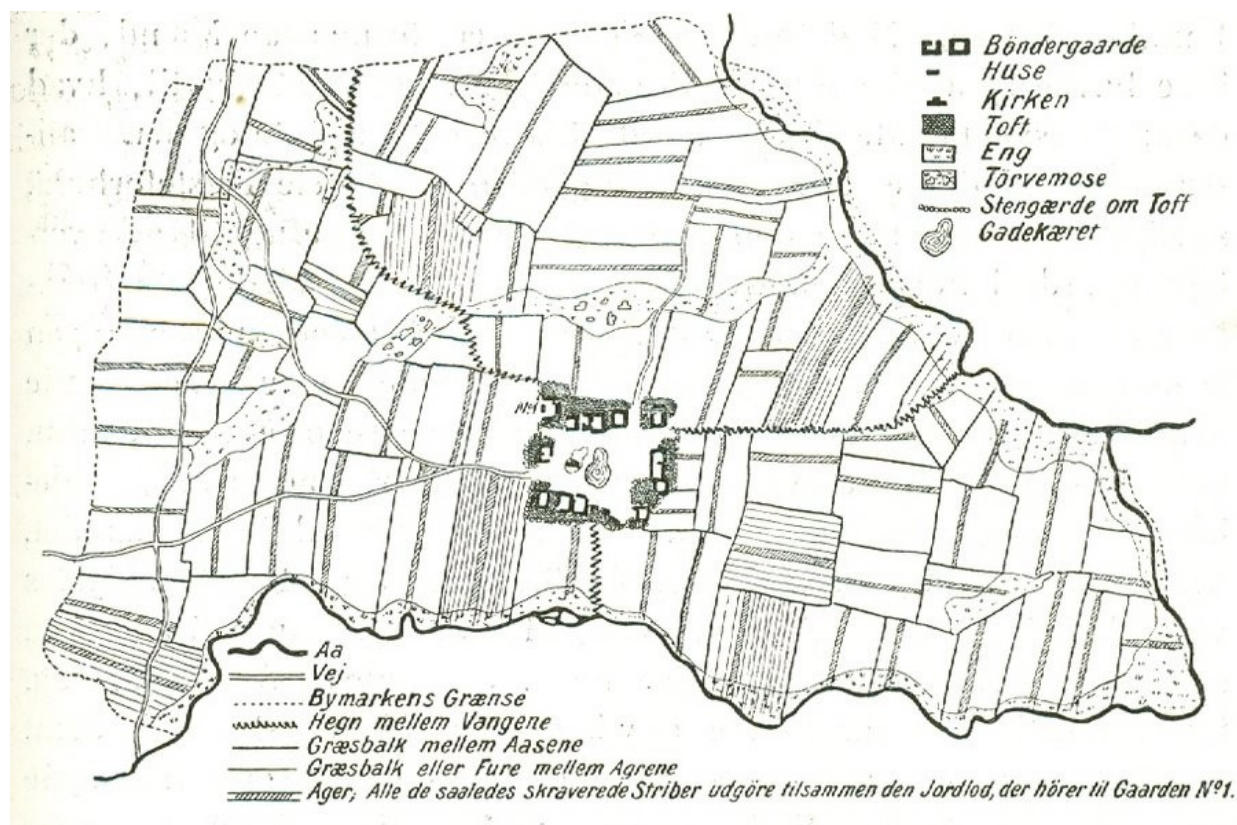 Böndergaarde
Huse
Kirken
Toft
Eng
Törvemose
Stengærde om Toft
Gadekæret
No1
Aa
Vej
Bymarkens Grænse
Hegn mellem Vangene
Græsbalk mellem Aasene
Græsbalk eller Fure mellem Agrene
Ager; Alle de saaledes skraverede Striber udgöre tilsammen den Jordlod, der hörer til Gaarden No1.